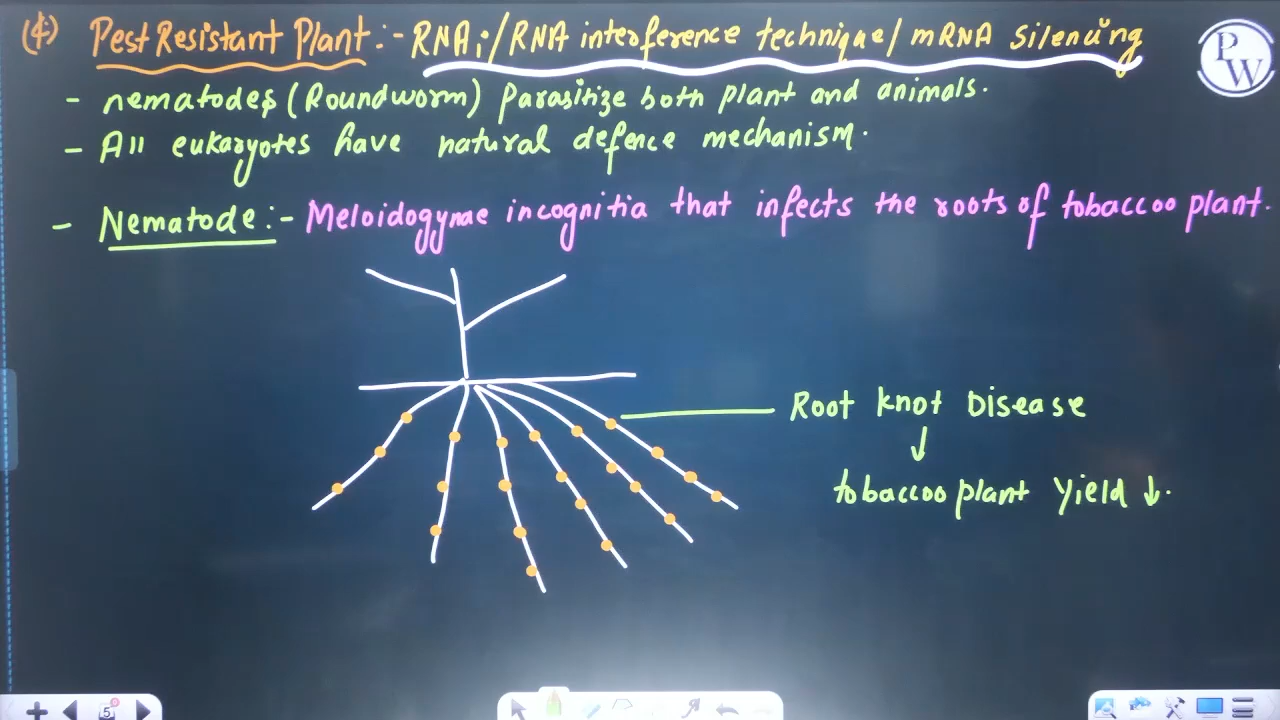 (4) Pest Resistant Plant :- RNAi/RNA interference technique/mRNA Silencing
PW
- nematodes (Roundworm) Parasitize both plant and animals.
- All eukaryotes have natural defence mechanism.
- Nematode :- Meloidogynae incognitia that infects the roots of tobaccoo plant.
Root knot Disease
↓
tobaccoo plant Yield ↓.
5